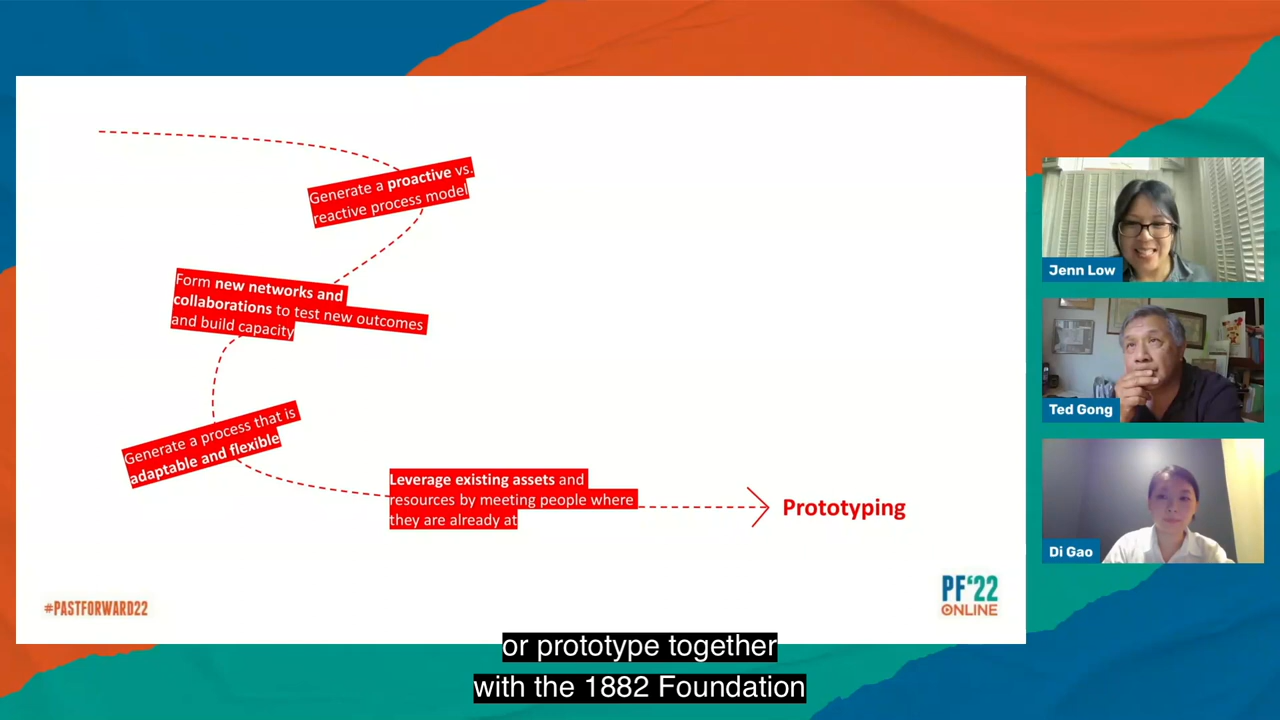 Generate a proactive vs.
reactive process model
Form new networks and
collaborations to test new outcomes
and build capacity
Generate a process that is
adaptable and flexible
Leverage existing assets and
resources by meeting people where
they are already at
Prototyping
#PASTFORWARD22
PF'22
ONLINE
Jenn Low
Ted Gong
Di Gao
or prototype together
with the 1882 Foundation